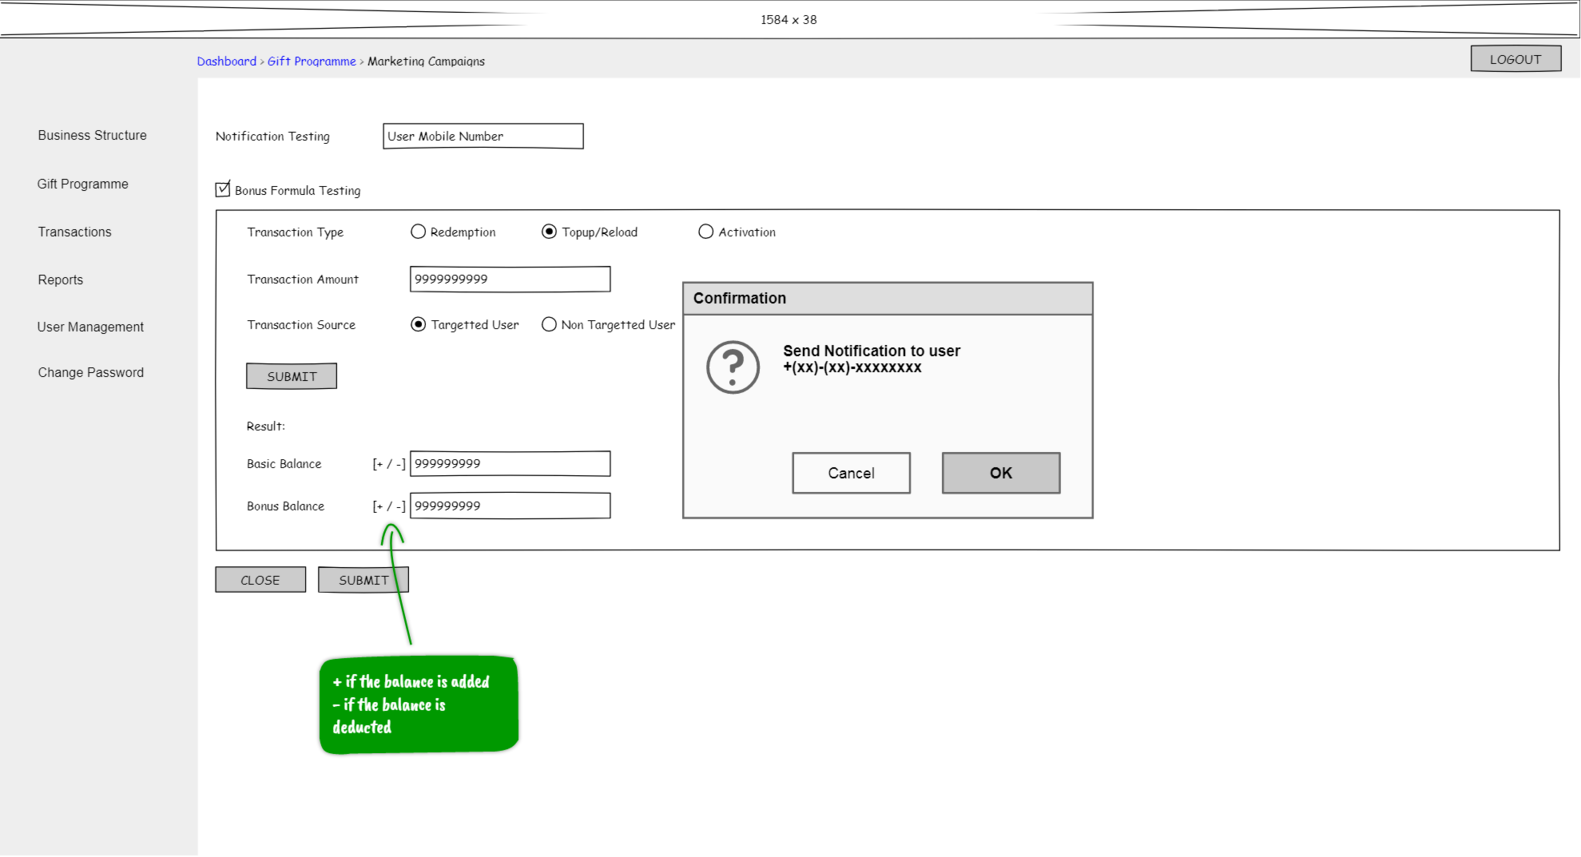 1584 x 38
Dashboard > Gift Programme > Marketing Campaigns
LOGOUT
Business Structure
Gift Programme
Transactions
Reports
User Management
Change Password
Notification Testing
User Mobile Number
Bonus Formula Testing
Transaction Type
Redemption
Topup/Reload
Activation
Transaction Amount
9999999999
Transaction Source
Targetted User
Non Targetted User
SUBMIT
Result:
Basic Balance
[+ / -]
999999999
Bonus Balance
[+ / -]
999999999
Confirmation
?
Send Notification to user
+(xx)-(xx)-xxxxxxxx
Cancel
OK
CLOSE
SUBMIT
+ if the balance is added
- if the balance is
deducted